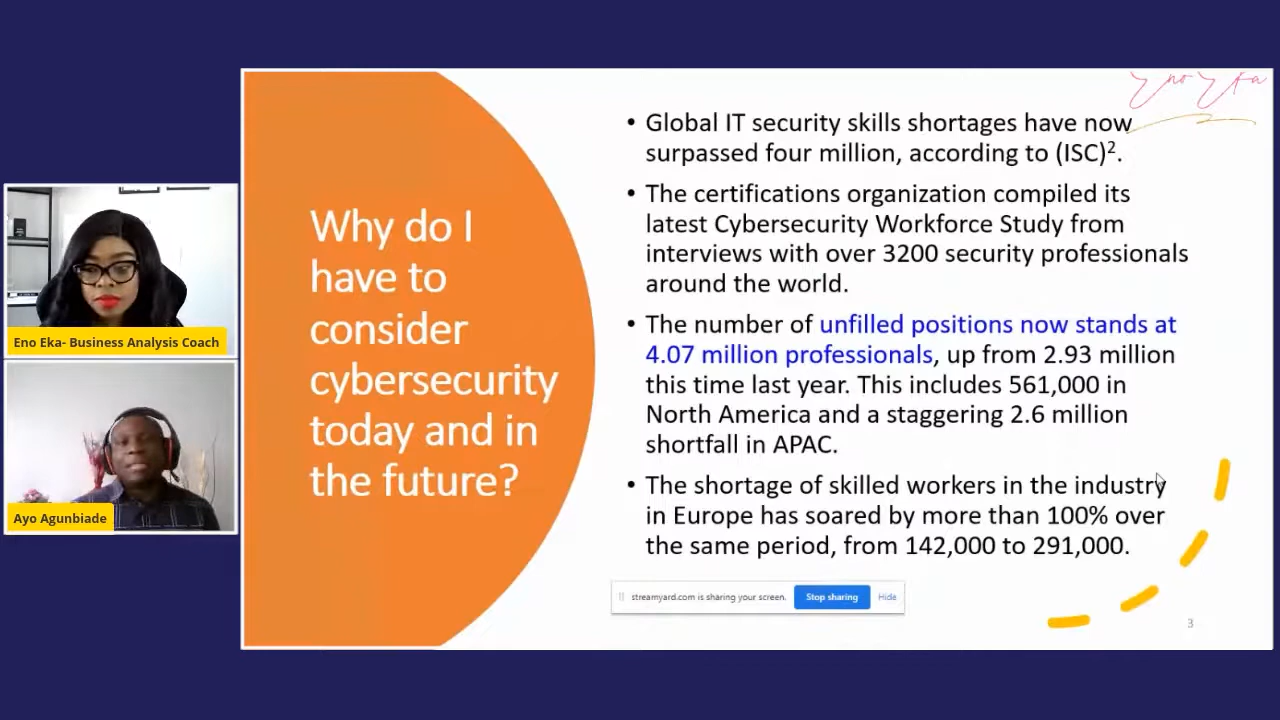 Eno Eka
Why do I
have to
consider
cybersecurity
today and in
the future?
• Global IT security skills shortages have now
surpassed four million, according to (ISC)².
• The certifications organization compiled its
latest Cybersecurity Workforce Study from
interviews with over 3200 security professionals
around the world.
• The number of unfilled positions now stands at
4.07 million professionals, up from 2.93 million
this time last year. This includes 561,000 in
North America and a staggering 2.6 million
shortfall in APAC.
• The shortage of skilled workers in the industry
in Europe has soared by more than 100% over
the same period, from 142,000 to 291,000.
streamyard.com is sharing your screen. Stop sharing Hide
3
Eno Eka- Business Analysis Coach
Ayo Agunbiade